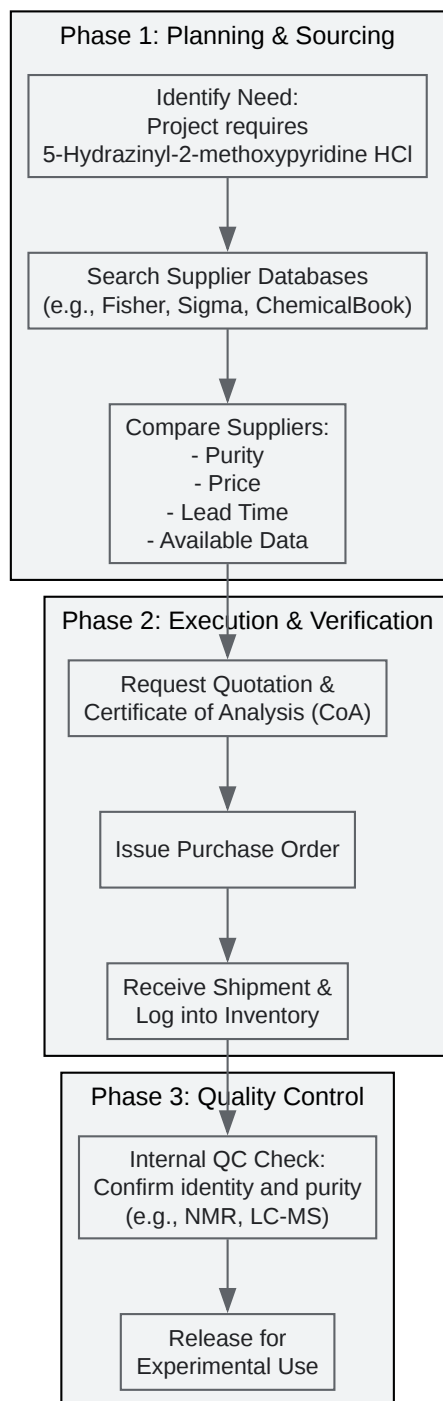 Phase 1: Planning & Sourcing
Identify Need:
Project requires
5-Hydrazinyl-2-methoxypyridine HCl
Search Supplier Databases
(e.g., Fisher, Sigma, ChemicalBook)
Compare Suppliers:
- Purity
- Price
- Lead Time
- Available Data
Phase 2: Execution & Verification
Request Quotation &
Certificate of Analysis (CoA)
Issue Purchase Order
Receive Shipment &
Log into Inventory
Phase 3: Quality Control
Internal QC Check:
Confirm identity and purity
(e.g., NMR, LC-MS)
Release for
Experimental Use